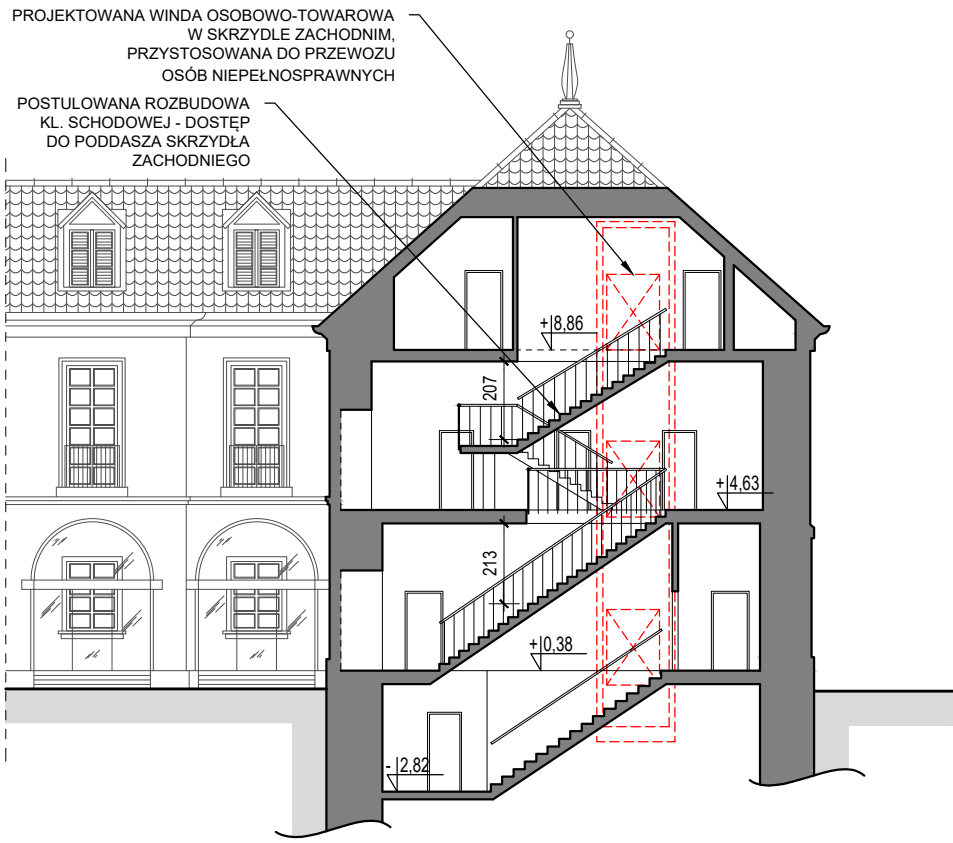 PROJEKTOWANA WINDA OSOBOWO-TOWAROWA
W SKRZYDLE ZACHODNIM,
PRZYSTOSOWANA DO PRZEWOZU
OSÓB NIEPEŁNOSPRAWNYCH
POSTULOWANA ROZBUDOWA
KL. SCHODOWEJ - DOSTĘP
DO PODDASZA SKRZYDŁA
ZACHODNIEGO
+8,86
207
+4,63
213
+0,38
- 2,82